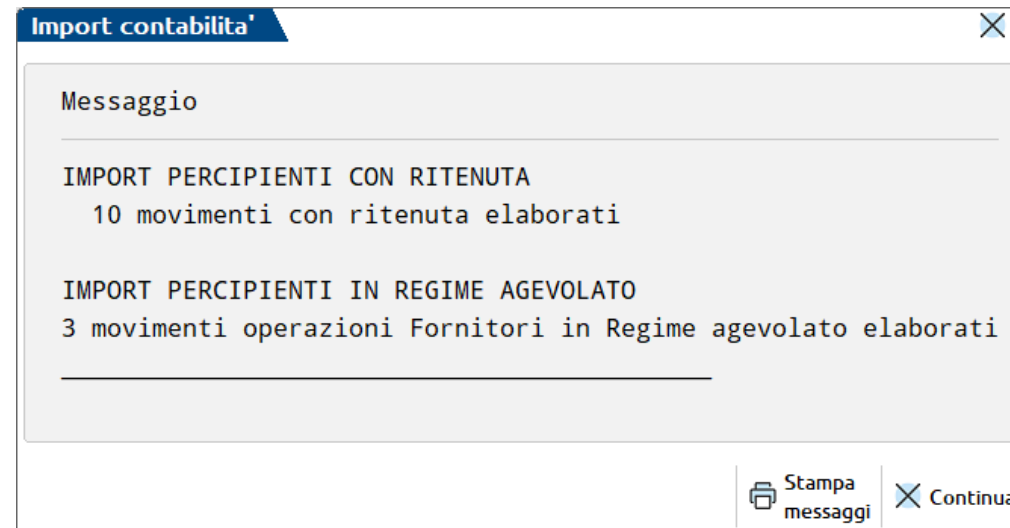 Import contabilita'
Messaggio
IMPORT PERCIPIENTI CON RITENUTA
10 movimenti con ritenuta elaborati
IMPORT PERCIPIENTI IN REGIME AGEVOLATO
3 movimenti operazioni Fornitori in Regime agevolato elaborati
Stampa
messaggi
Continua